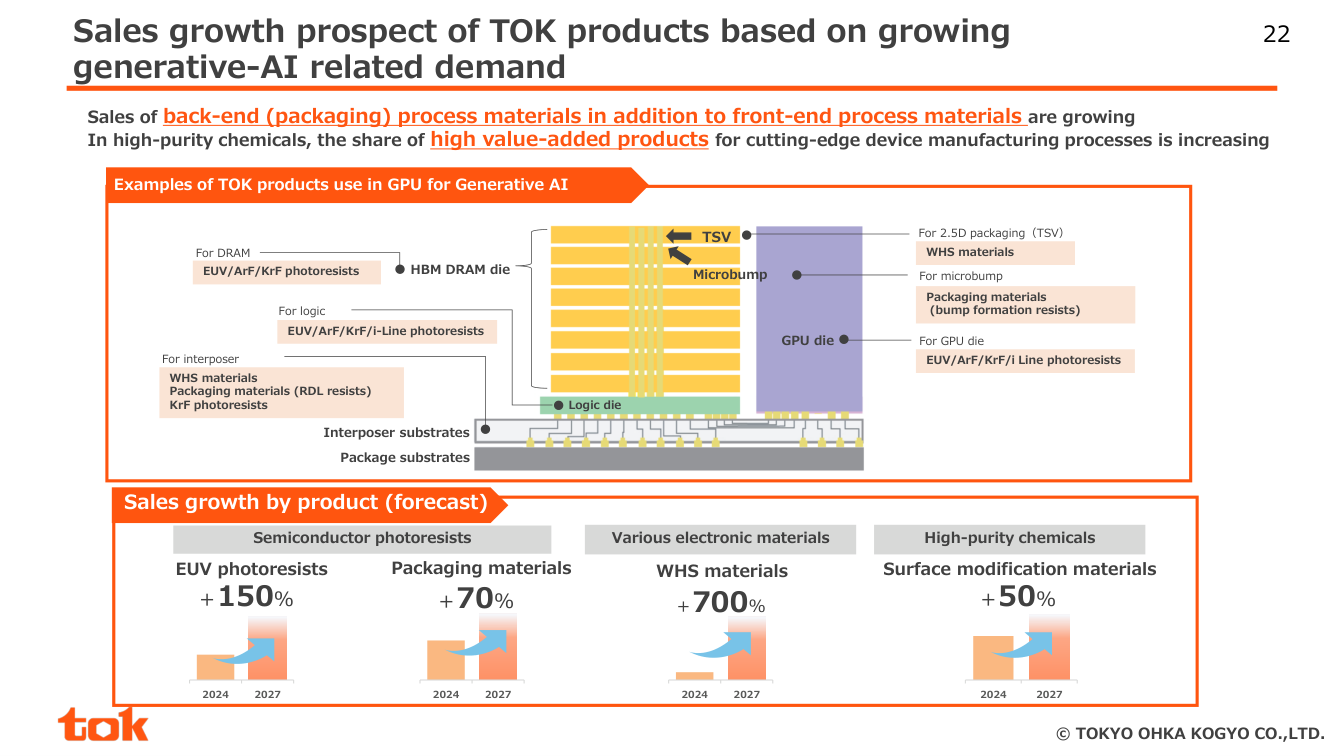 Sales growth prospect of TOK products based on growing
generative-AI related demand
22
Sales of back-end (packaging) process materials in addition to front-end process materials are growing
In high-purity chemicals, the share of high value-added products for cutting-edge device manufacturing processes is increasing
Examples of TOK products use in GPU for Generative AI
For DRAM
EUV/ArF/KrF photoresists
HBM DRAM die
For logic
EUV/ArF/KrF/i-Line photoresists
For interposer
WHS materials
Packaging materials (RDL resists)
KrF photoresists
TSV
Microbump
GPU die
Logic die
Interposer substrates
Package substrates
For 2.5D packaging（TSV）
WHS materials
For microbump
Packaging materials
(bump formation resists)
For GPU die
EUV/ArF/KrF/i Line photoresists
Sales growth by product (forecast)
Semiconductor photoresists
EUV photoresists
+150%
2024 2027
Packaging materials
+70%
2024 2027
Various electronic materials
WHS materials
+700%
2024 2027
High-purity chemicals
Surface modification materials
+50%
2024 2027
tok
© TOKYO OHKA KOGYO CO.,LTD.